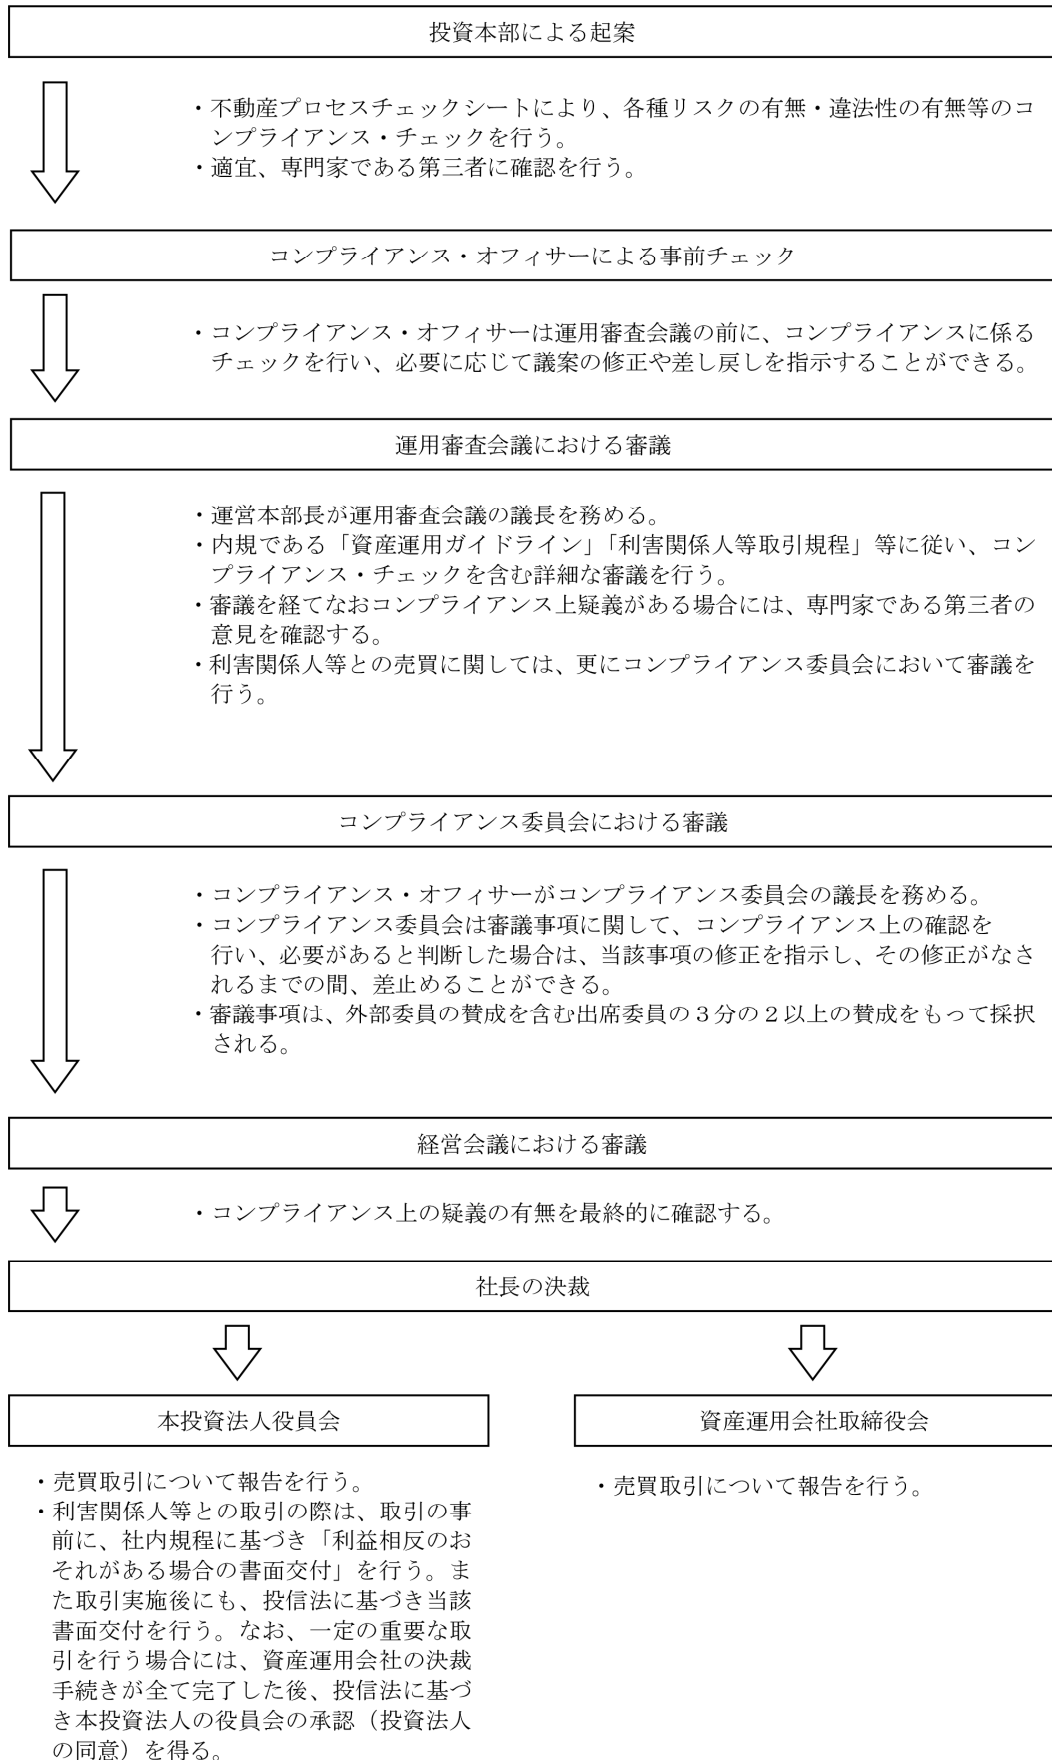 投資本部による起案
・不動産プロセスチェックシートにより、各種リスクの有無・違法性の有無等のコ
ンプライアンス・チェックを行う。
・適宜、専門家である第三者に確認を行う。
コンプライアンス・オフィサーによる事前チェック
・コンプライアンス・オフィサーは運用審査会議の前に、コンプライアンスに係る
チェックを行い、必要に応じて議案の修正や差し戻しを指示することができる。
運用審査会議における審議
・運営本部長が運用審査会議の議長を務める。
・内規である「資産運用ガイドライン」「利害関係人等取引規程」等に従い、コン
プライアンス・チェックを含む詳細な審議を行う。
・審議を経てなおコンプライアンス上疑義がある場合には、専門家である第三者の
意見を確認する。
・利害関係人等との売買に関しては、更にコンプライアンス委員会において審議を
行う。
コンプライアンス委員会における審議
・コンプライアンス・オフィサーがコンプライアンス委員会の議長を務める。
・コンプライアンス委員会は審議事項に関して、コンプライアンス上の確認を
行い、必要があると判断した場合は、当該事項の修正を指示し、その修正がなさ
れるまでの間、差止めることができる。
・審議事項は、外部委員の賛成を含む出席委員の3分の2以上の賛成をもって採択
される。
経営会議における審議
・コンプライアンス上の疑義の有無を最終的に確認する。
社長の決裁
本投資法人役員会
・売買取引について報告を行う。
・利害関係人等との取引の際は、取引の事
前に、社内規程に基づき「利益相反のお
それがある場合の書面交付」を行う。ま
た取引実施後にも、投信法に基づき当該
書面交付を行う。なお、一定の重要な取
引を行う場合には、資産運用会社の決裁
手続きが全て完了した後、投信法に基づ
き本投資法人の役員会の承認（投資法人
の同意）を得る。
資産運用会社取締役会
・売買取引について報告を行う。